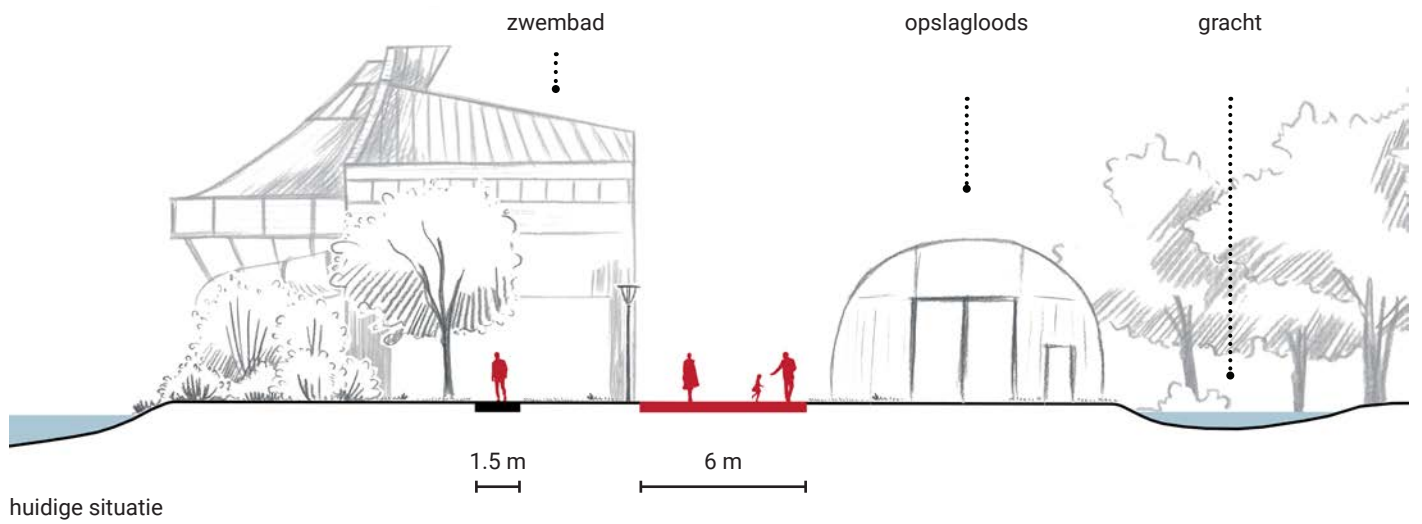 zwembad
opslagloods
gracht
1.5 m
6 m
huidige situatie